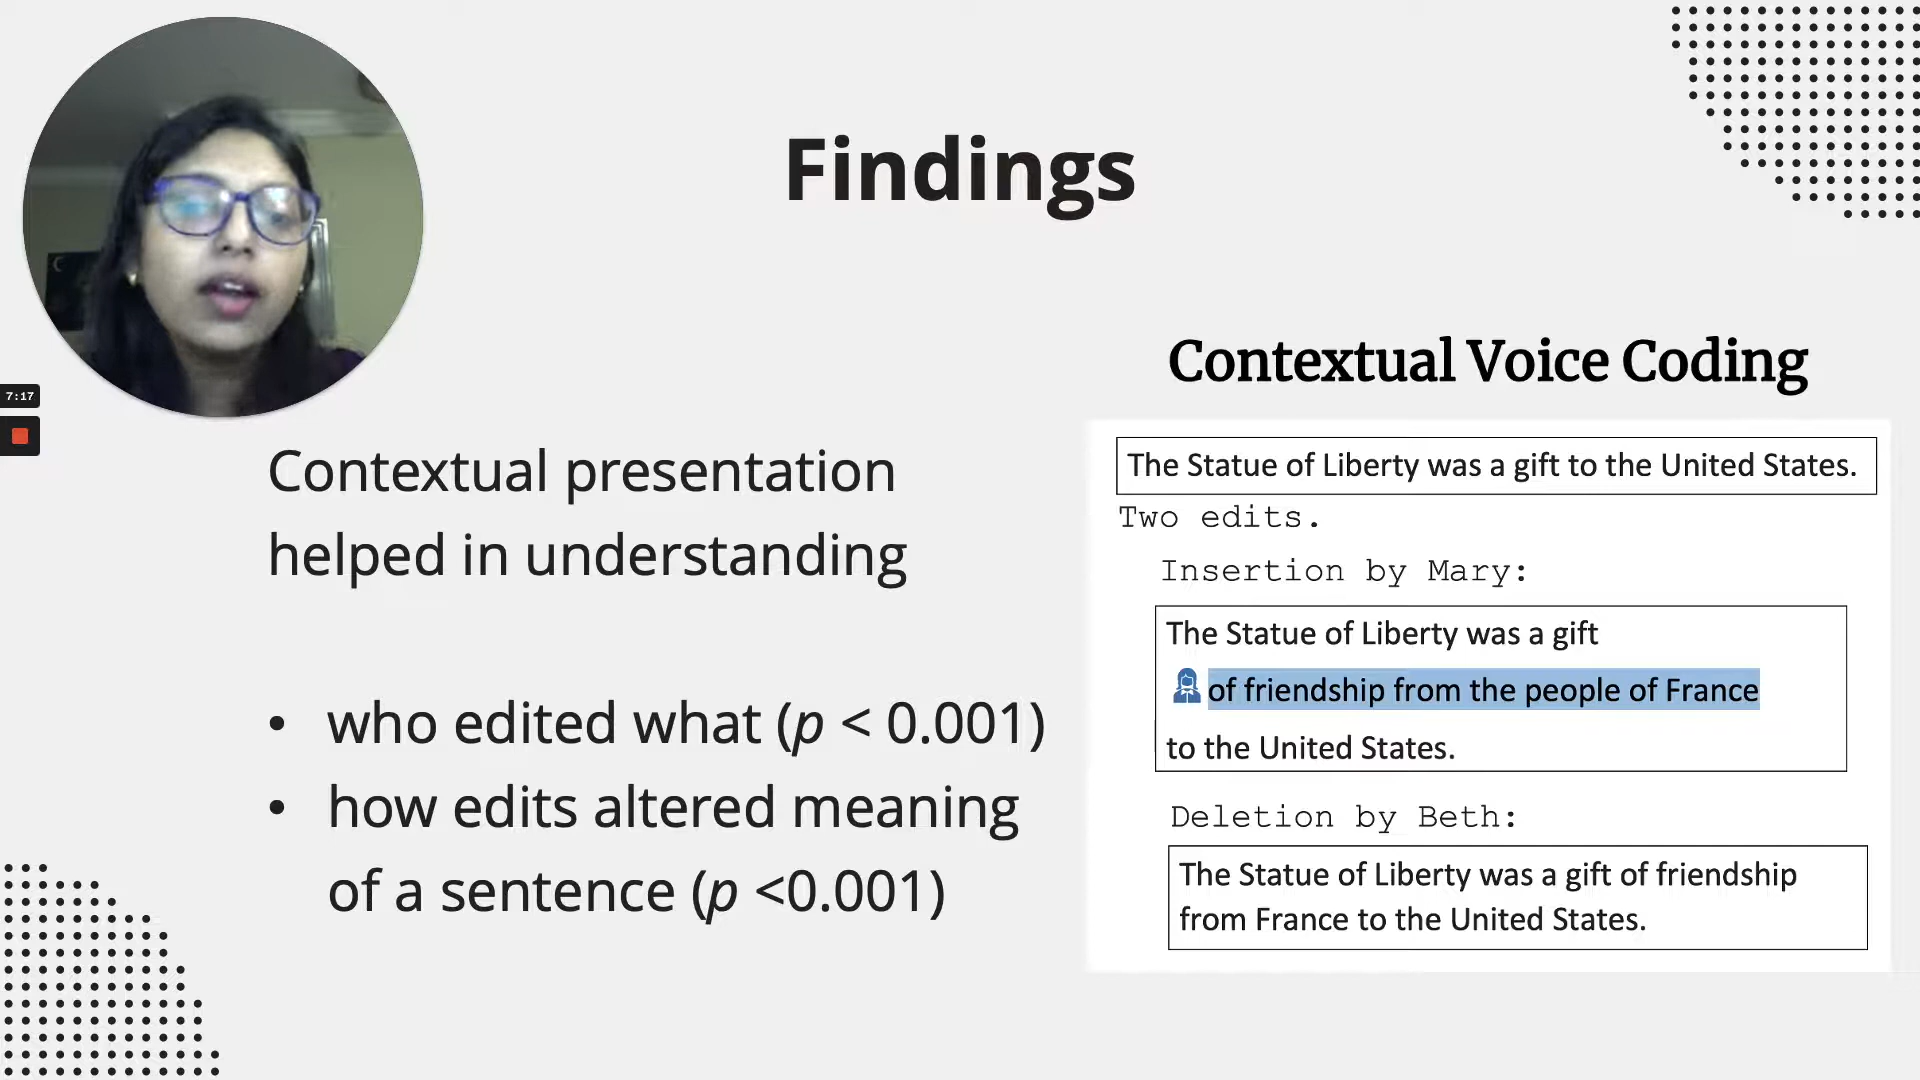 Findings
7:17
Contextual presentation
helped in understanding
• who edited what (p < 0.001)
• how edits altered meaning
of a sentence (p <0.001)
Contextual Voice Coding
The Statue of Liberty was a gift to the United States.
Two edits.
Insertion by Mary:
The Statue of Liberty was a gift
of friendship from the people of France
to the United States.
Deletion by Beth:
The Statue of Liberty was a gift of friendship
from France to the United States.